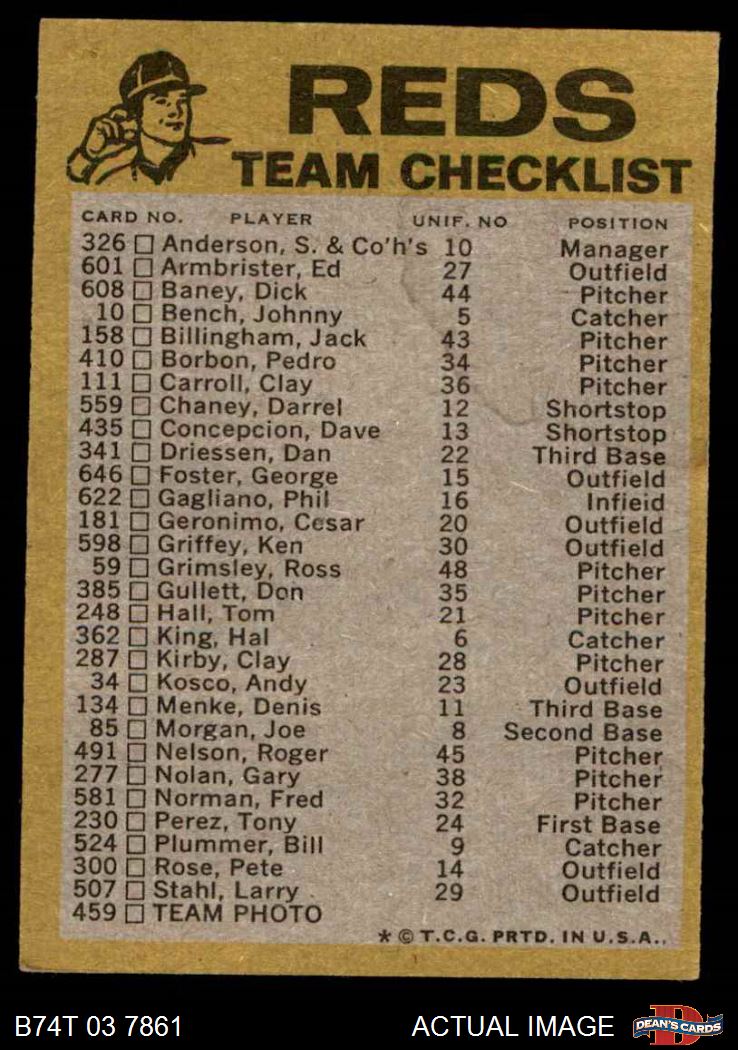 REDS
TEAM CHECKLIST
CARD NO. PLAYER UNIF. NO POSITION
326 Anderson, S. & Co'h's 10 Manager
601 Armbrister, Ed 27 Outfield
608 Baney, Dick 44 Pitcher
10 Bench, Johnny 5 Catcher
158 Billingham, Jack 43 Pitcher
410 Borbon, Pedro 34 Pitcher
111 Carroll, Clay 36 Pitcher
559 Chaney, Darrel 12 Shortstop
435 Concepcion, Dave 13 Shortstop
341 Driessen, Dan 22 Third Base
646 Foster, George 15 Outfield
622 Gagliano, Phil 16 Infieid
181 Geronimo, Cesar 20 Outfield
598 Griffey, Ken 30 Outfield
59 Grimsley, Ross 48 Pitcher
385 Gullett, Don 35 Pitcher
248 Hall, Tom 21 Pitcher
362 King, Hal 6 Catcher
287 Kirby, Clay 28 Pitcher
34 Kosco, Andy 23 Outfield
134 Menke, Denis 11 Third Base
85 Morgan, Joe 8 Second Base
491 Nelson, Roger 45 Pitcher
277 Nolan, Gary 38 Pitcher
581 Norman, Fred 32 Pitcher
230 Perez, Tony 24 First Base
524 Plummer, Bill 9 Catcher
300 Rose, Pete 14 Outfield
507 Stahl, Larry 29 Outfield
459 TEAM PHOTO
* © T.C.G. PRTD. IN U.S.A..
B74T 03 7861 ACTUAL IMAGE DEAN'S CARDS